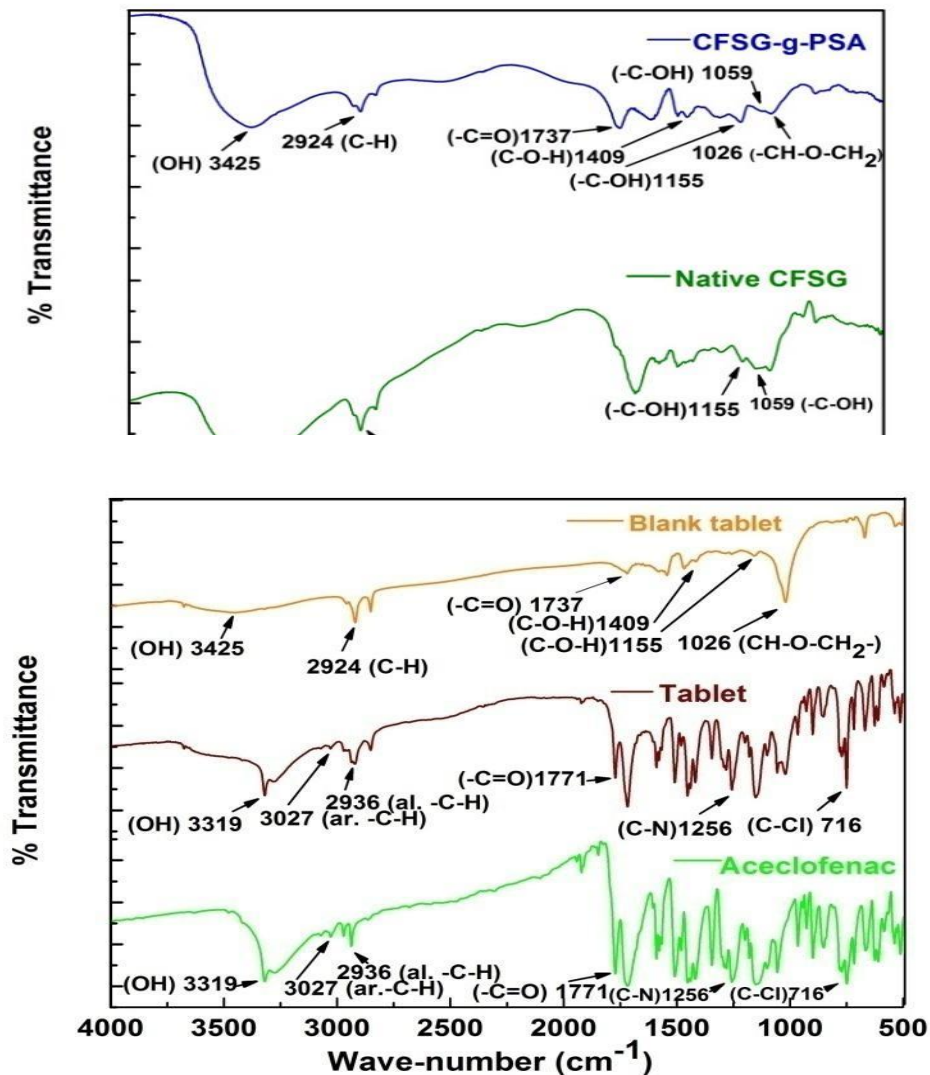 CFSG-g-PSA
(-C-OH) 1059
2924 (C-H)
(-C=O)1737
(OH) 3425
(C-O-H)1409
1026 (-CH-O-CH2)
(-C-OH)1155
% Transmittance
Native CFSG
(-C-OH)1155
1059 (-C-OH)
Blank tablet
(-C=O) 1737
(C-O-H)1409
(OH) 3425
(C-O-H)1155
1026 (CH-O-CH2-)
2924 (C-H)
Tablet
% Transmittance
(-C=O)1771
2936 (al. -C-H)
(OH) 3319
3027 (ar. -C-H)
(C-N)1256
(C-Cl) 716
Aceclofenac
2936 (al. -C-H)
(OH) 3319
3027 (ar.-C-H)
(-C=O) 1771
(C-N)1256
(C-Cl)716
4000 3500 3000 2500 2000 1500 1000 500
Wave-number (cm-1)